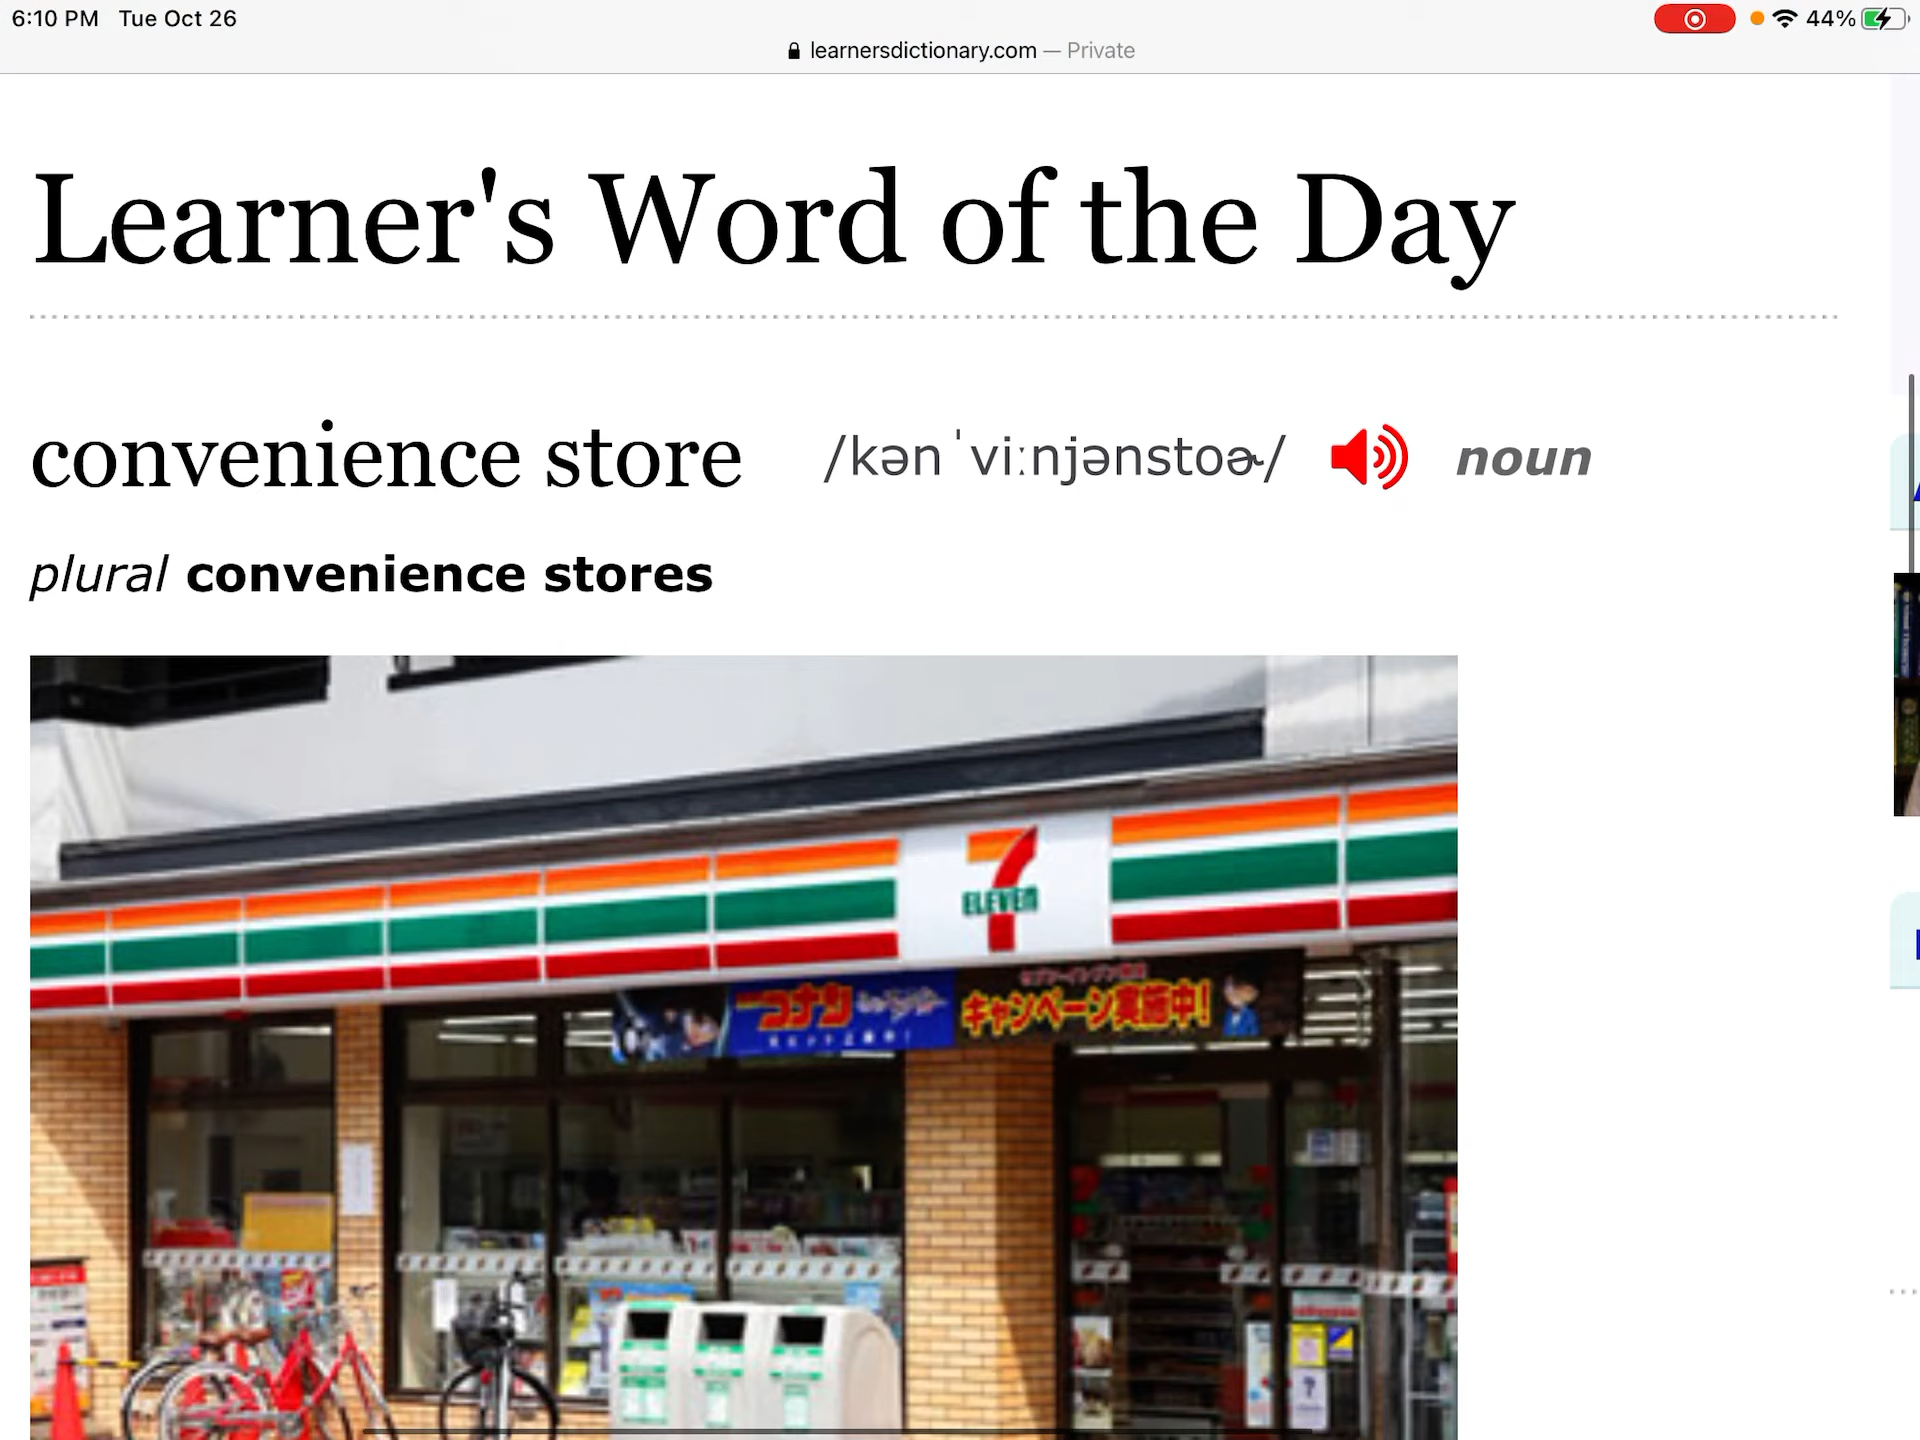 6:10 PM Tue Oct 26
44%
learnersdictionary.com — Private
Learner's Word of the Day
convenience store /kənˈviːnjənstoɚ/ noun
plural convenience stores
7
ELEVEN
コナン
キャンペーン実施中!